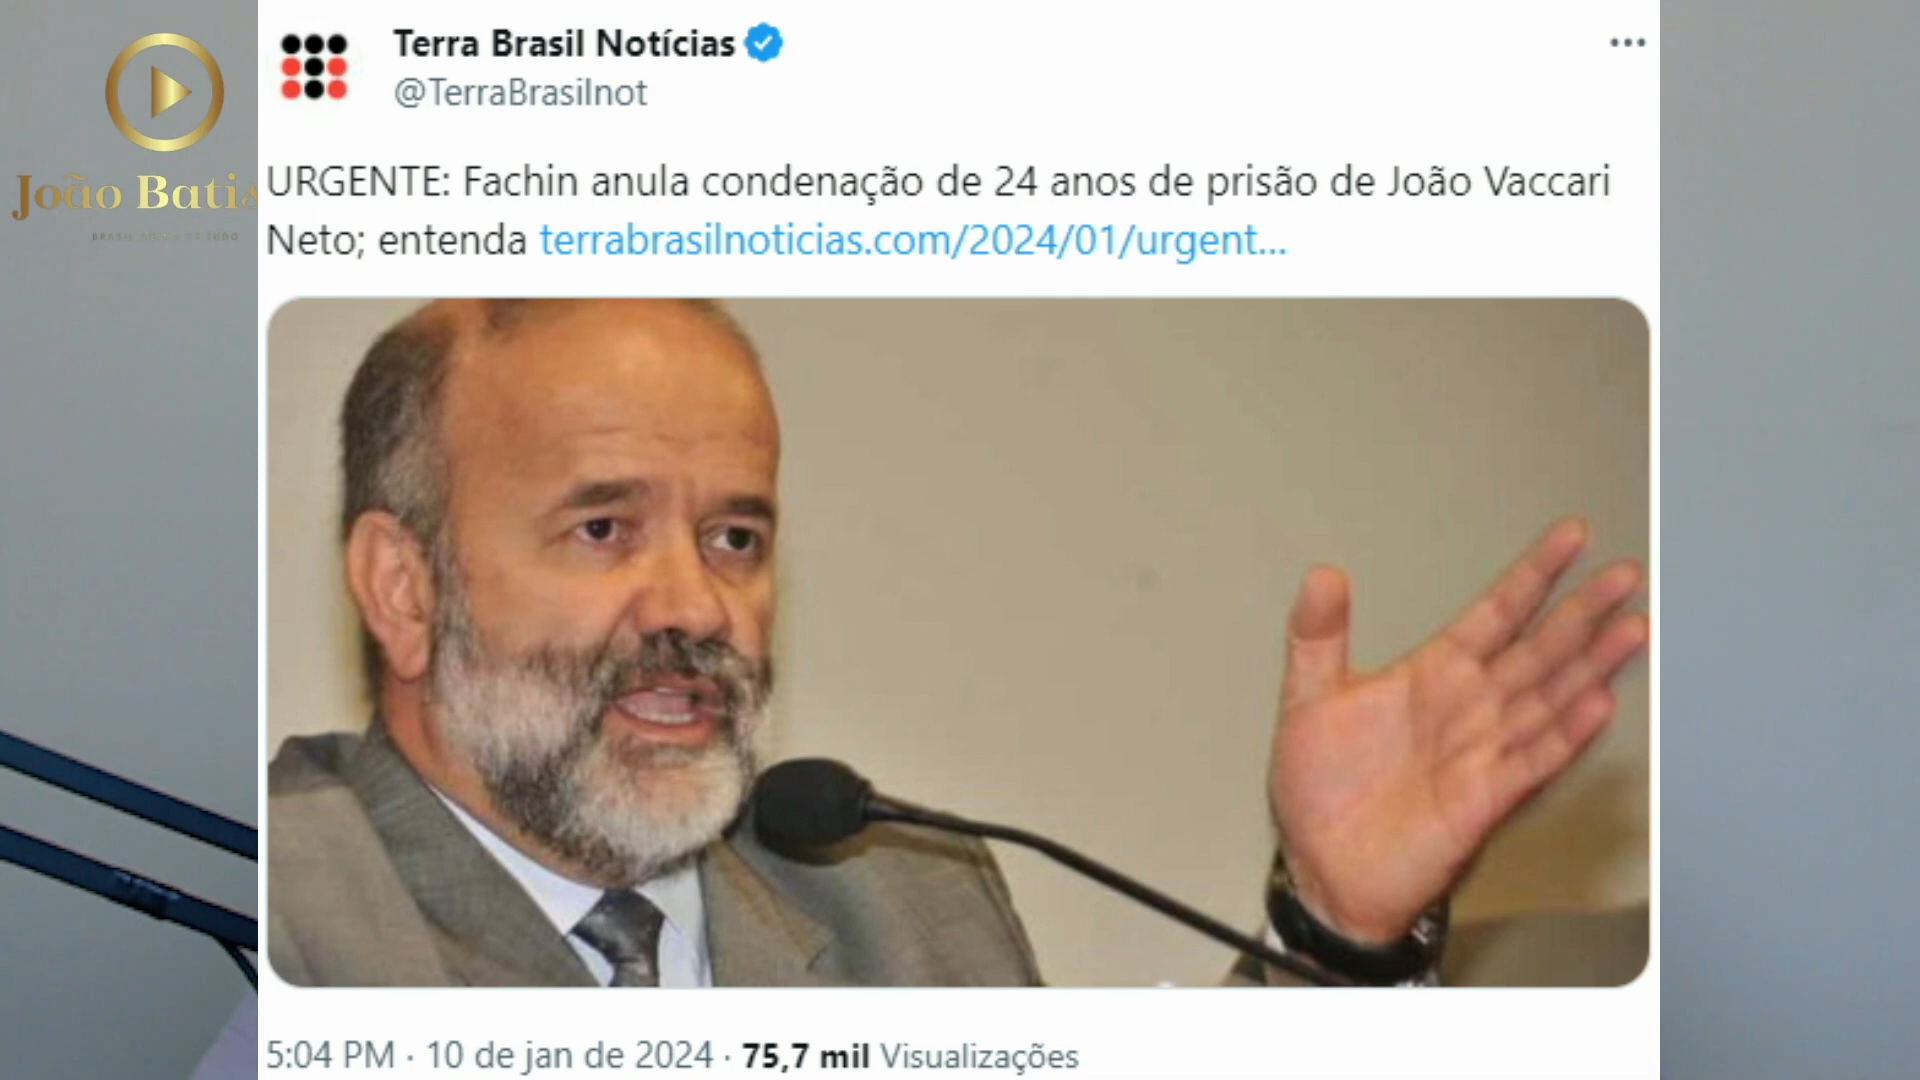 Terra Brasil Notícias
@TerraBrasilnot
João Batis
URGENTE: Fachin anula condenação de 24 anos de prisão de João Vaccari
Neto; entenda terrabrasilnoticias.com/2024/01/urgent...
5:04 PM · 10 de jan de 2024 · 75,7 mil Visualizações